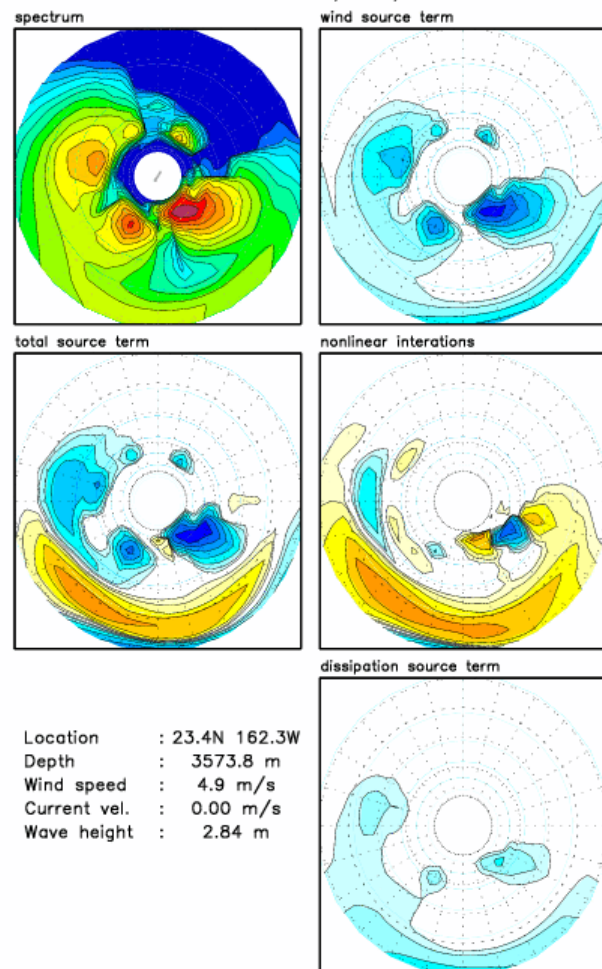 spectrum
wind source term
total source term
nonlinear interations
dissipation source term
Location : 23.4N 162.3W
Depth : 3573.8 m
Wind speed : 4.9 m/s
Current vel. : 0.00 m/s
Wave height : 2.84 m